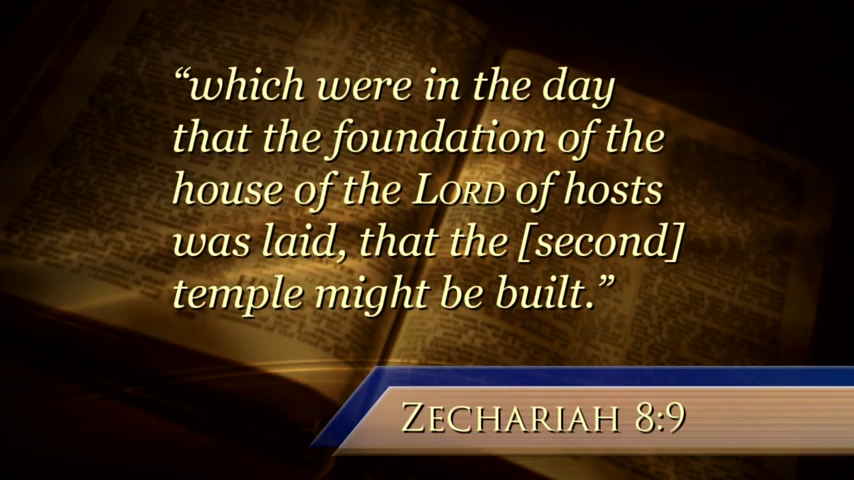 “which were in the day
that the foundation of the
house of the LORD of hosts
was laid, that the [second]
temple might be built.”
ZECHARIAH 8:9